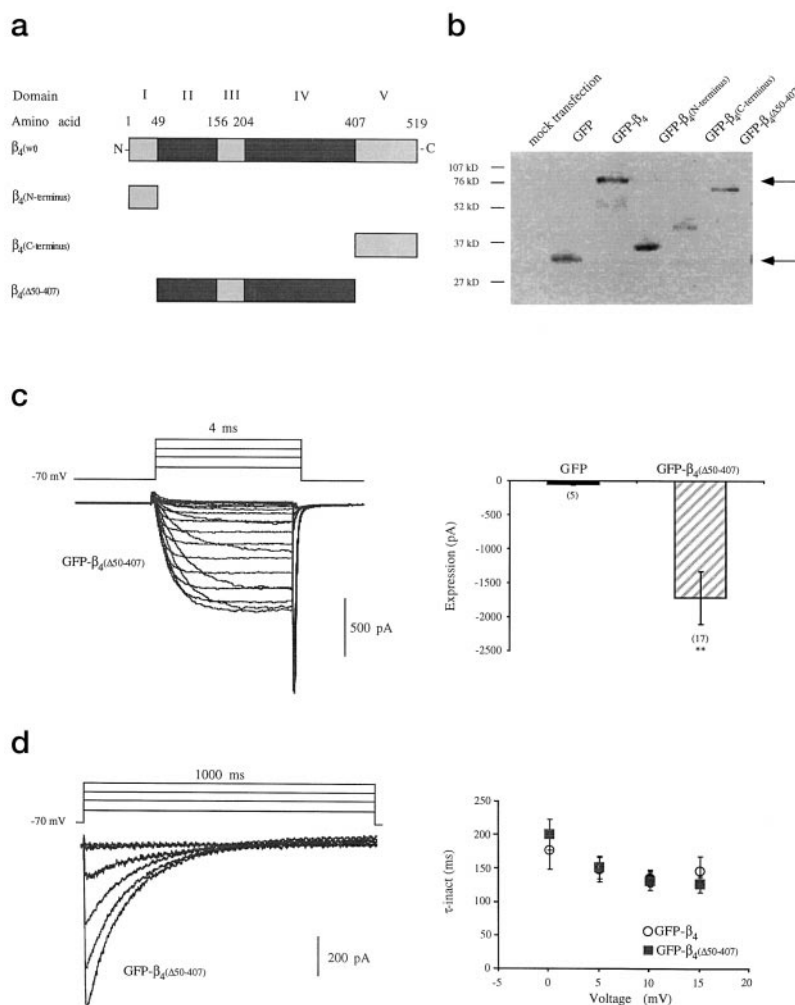 a
Domain I II III IV V
Amino acid 1 49 156 204 407 519
β4(wt) N- -C
β4(N-terminus)
β4(C-terminus)
β4(Δ50-407)
b
mock transfection
GFP
GFP-β4
GFP-β4(N-terminus)
GFP-β4(C-terminus)
GFP-β4(Δ50-407)
107 kD
76 kD
52 kD
37 kD
27 kD
c
4 ms
-70 mV
GFP-β4(Δ50-407)
500 pA
GFP GFP-β4(Δ50-407)
0
-500
-1000
-1500
-2000
-2500
Expression (pA)
(5)
(17)
**
d
1000 ms
-70 mV
GFP-β4(Δ50-407)
200 pA
250
200
150
100
50
0
τ-inact (ms)
GFP-β4
GFP-β4(Δ50-407)
-5 0 5 10 15 20
Voltage (mV)